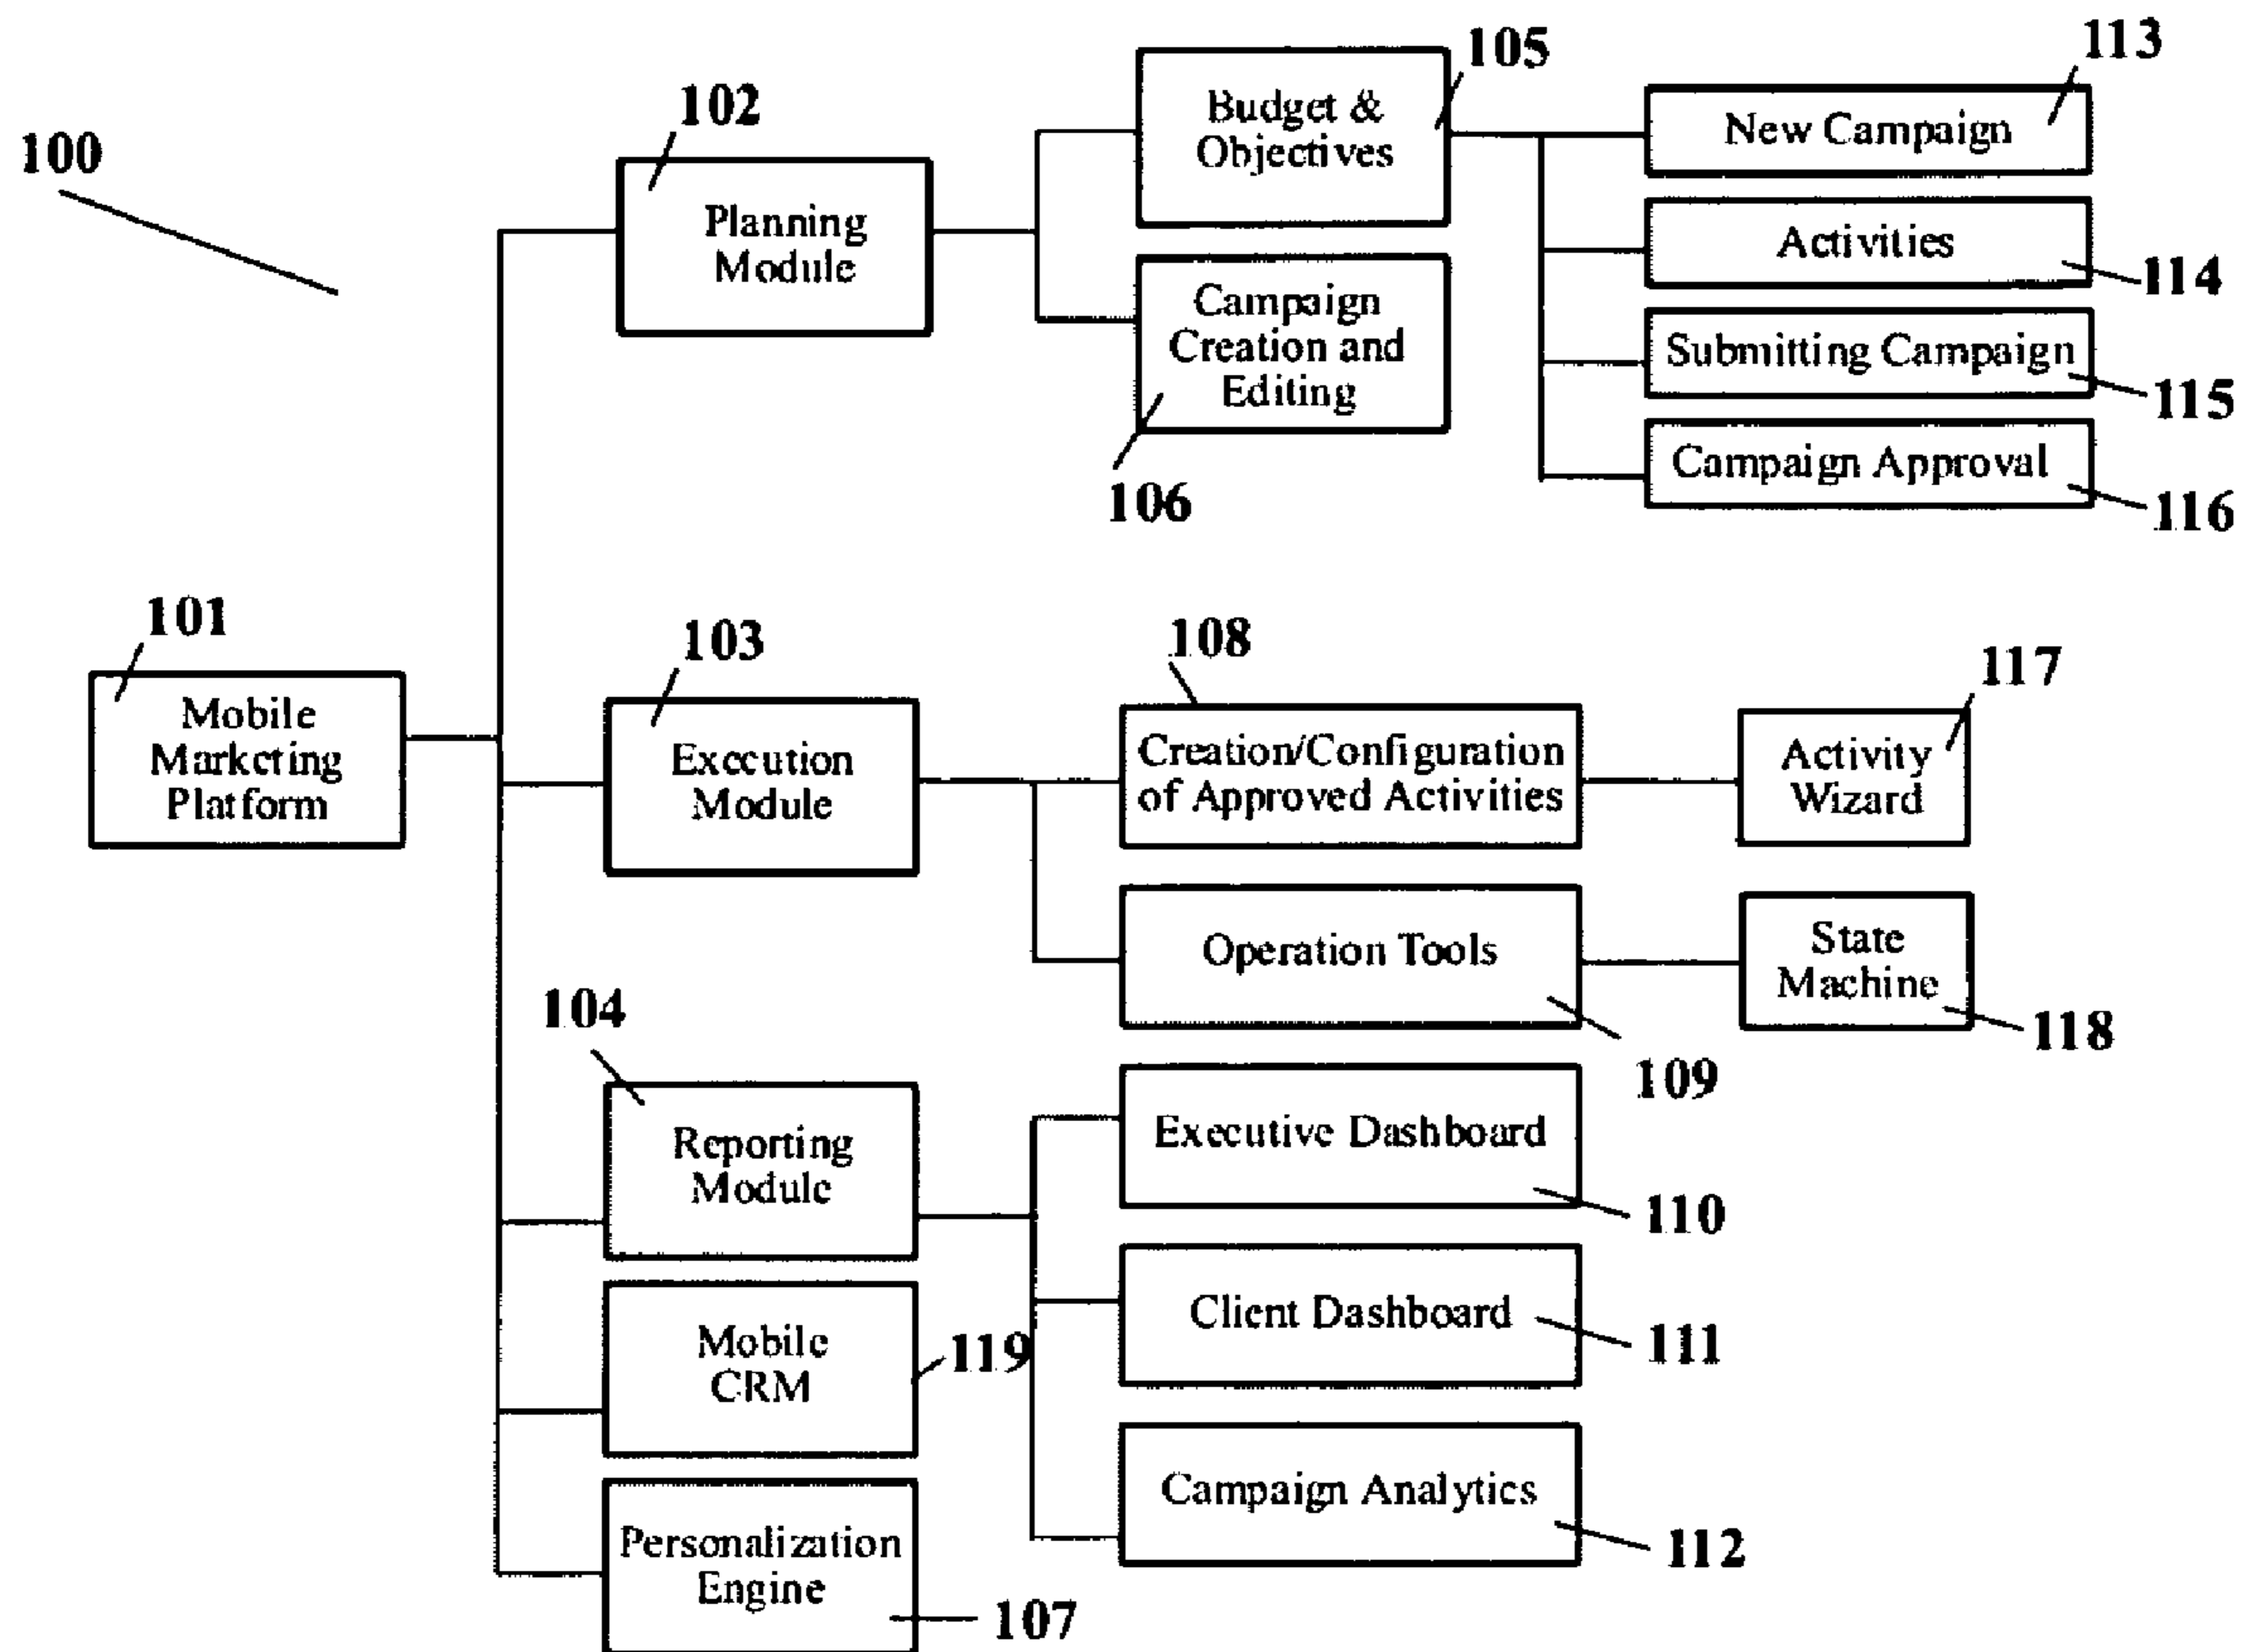 100
102
Planning
Module
105
Budget &
Objectives
Campaign
Creation and
Editing
106
113
New Campaign
Activities
114
Submitting Campaign
115
Campaign Approval
116
101
Mobile
Marketing
Platform
103
Execution
Module
108
Creation/Configuration
of Approved Activities
117
Activity
Wizard
Operation Tools
109
State
Machine
118
104
Reporting
Module
Executive Dashboard
110
Mobile
CRM
119
Client Dashboard
111
Campaign Analytics
112
Personalization
Engine
107